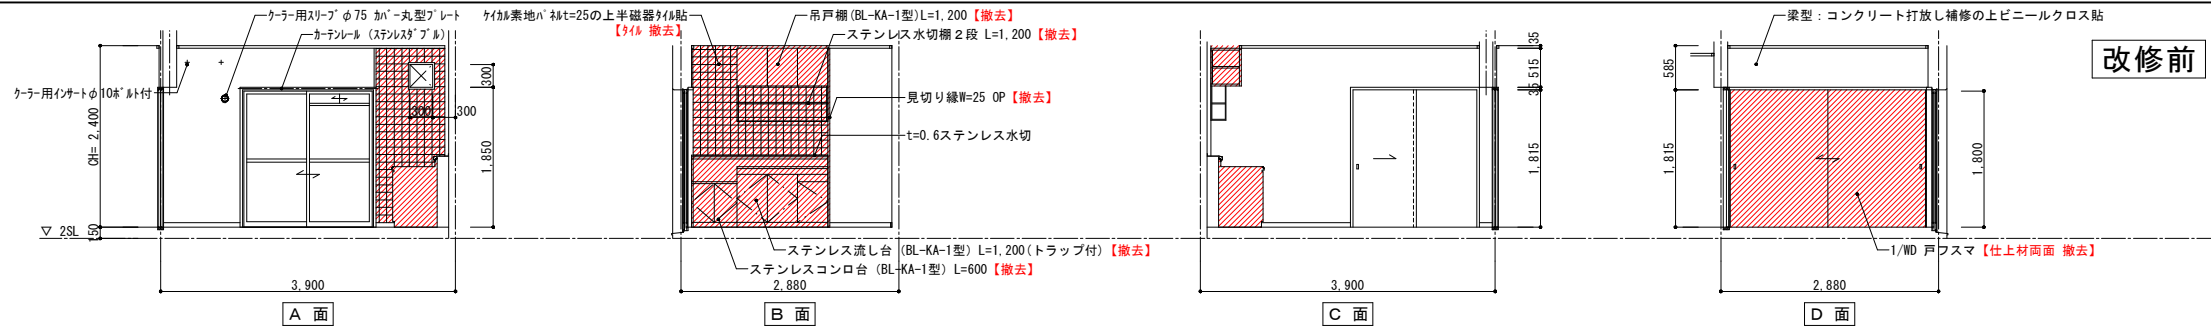 クーラー用スリーブφ75 カバー丸型プレート
カーテンレール (ステンレスダブル)
クーラー用インサートφ10ボルト付
CH= 2,400
150
▽ 2SL
300
300
300
1,850
3,900
A 面
ケイカル素地パネルt=25の上半磁器タイル貼
【タイル 撤去】
吊戸棚(BL-KA-1型)L=1,200【撤去】
ステンレス水切棚２段 L=1,200【撤去】
見切り縁W=25 OP【撤去】
t=0.6ステンレス水切
ステンレス流し台 (BL-KA-1型) L=1,200(トラップ付)【撤去】
ステンレスコンロ台 (BL-KA-1型) L=600【撤去】
2,880
B 面
35
515
35
1,815
3,900
C 面
梁型：コンクリート打放し補修の上ビニールクロス貼
585
1,815
1,800
1/WD 戸フスマ【仕上材両面 撤去】
2,880
D 面
改修前